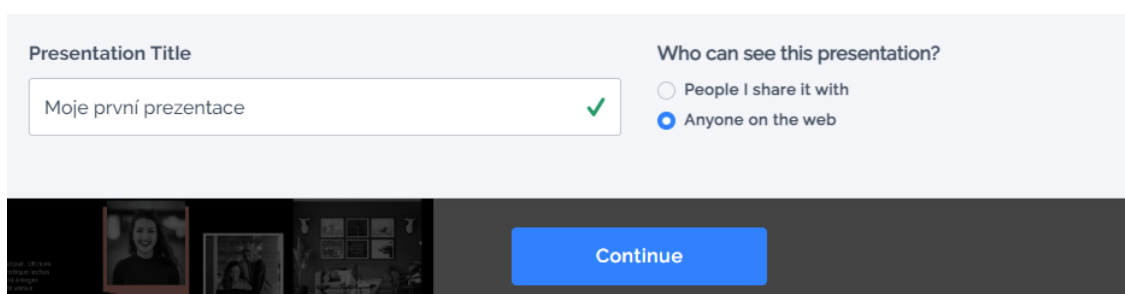 Presentation Title
Moje první prezentace
Who can see this presentation?
People I share it with
Anyone on the web
Continue